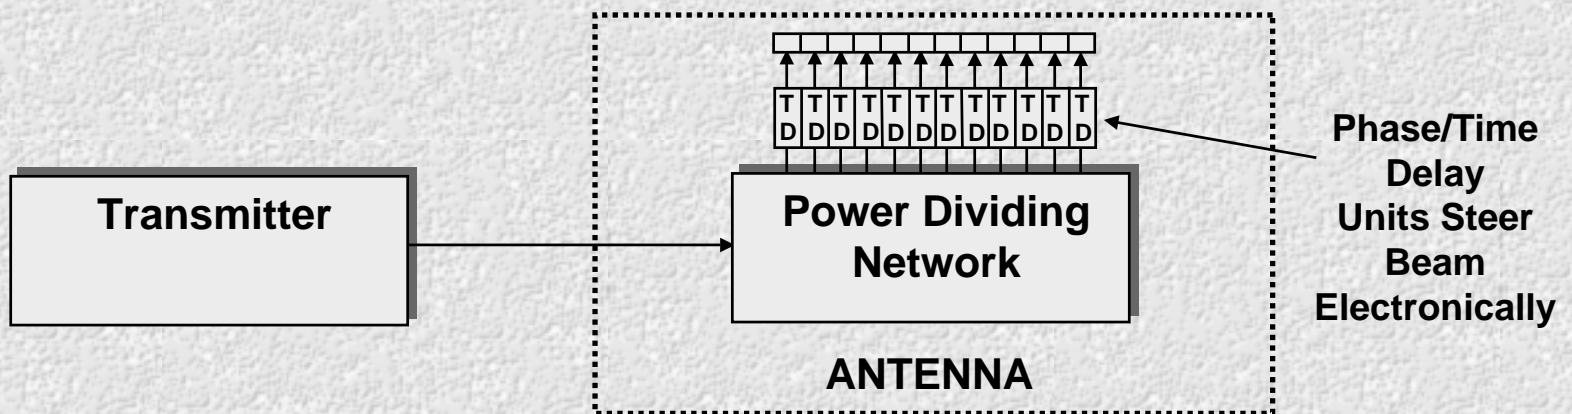 T T T T T T T T T T T T
D D D D D D D D D D D D
Transmitter
Power Dividing
Network
ANTENNA
Phase/Time
Delay
Units Steer
Beam
Electronically